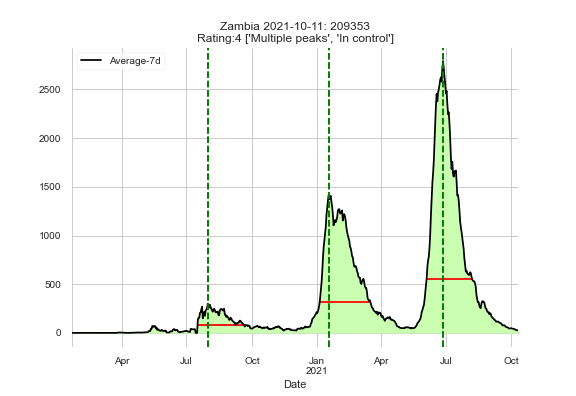 Zambia 2021-10-11: 209353
Rating:4 ['Multiple peaks', 'In control']
Average-7d
2500
2000
1500
1000
500
0
Apr Jul Oct Jan Apr Jul Oct
2021
Date